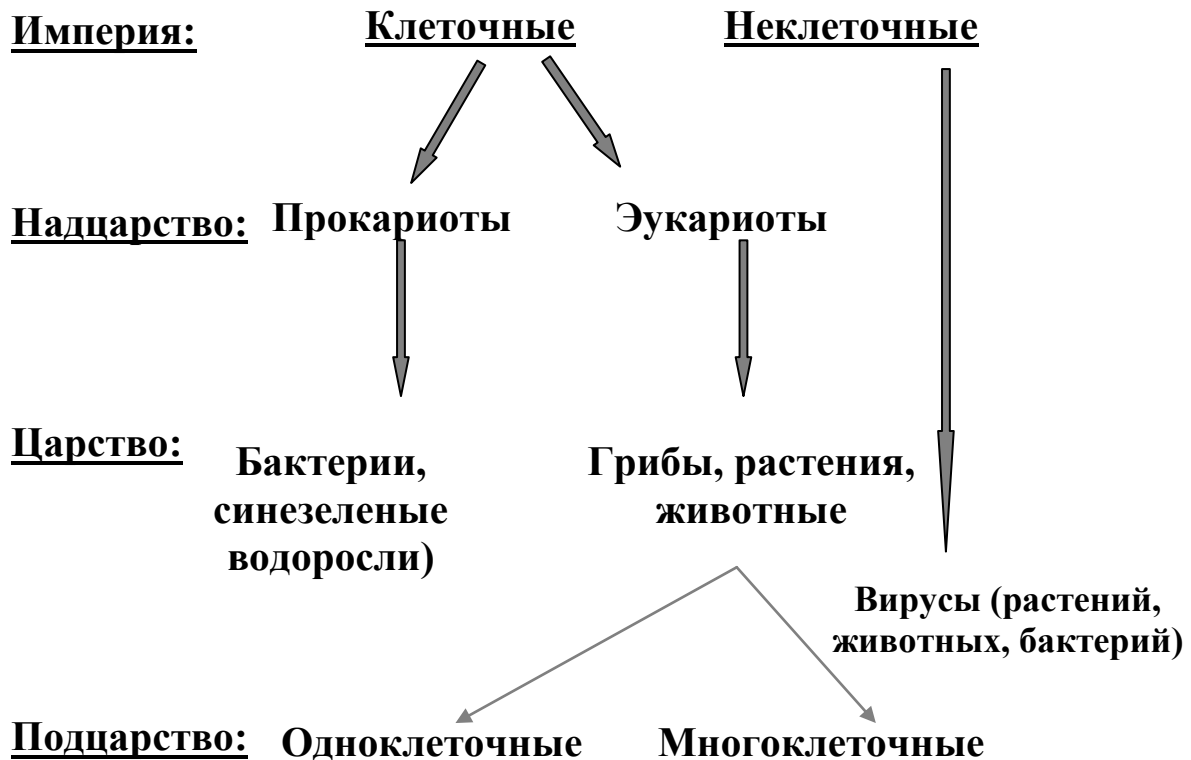 Империя: Клеточные Неклеточные
Надцарство: Прокариоты Эукариоты
Царство:
Бактерии,
синезеленые
водоросли)
Грибы, растения,
животные
Вирусы (растений,
животных, бактерий)
Подцарство: Одноклеточные Многоклеточные